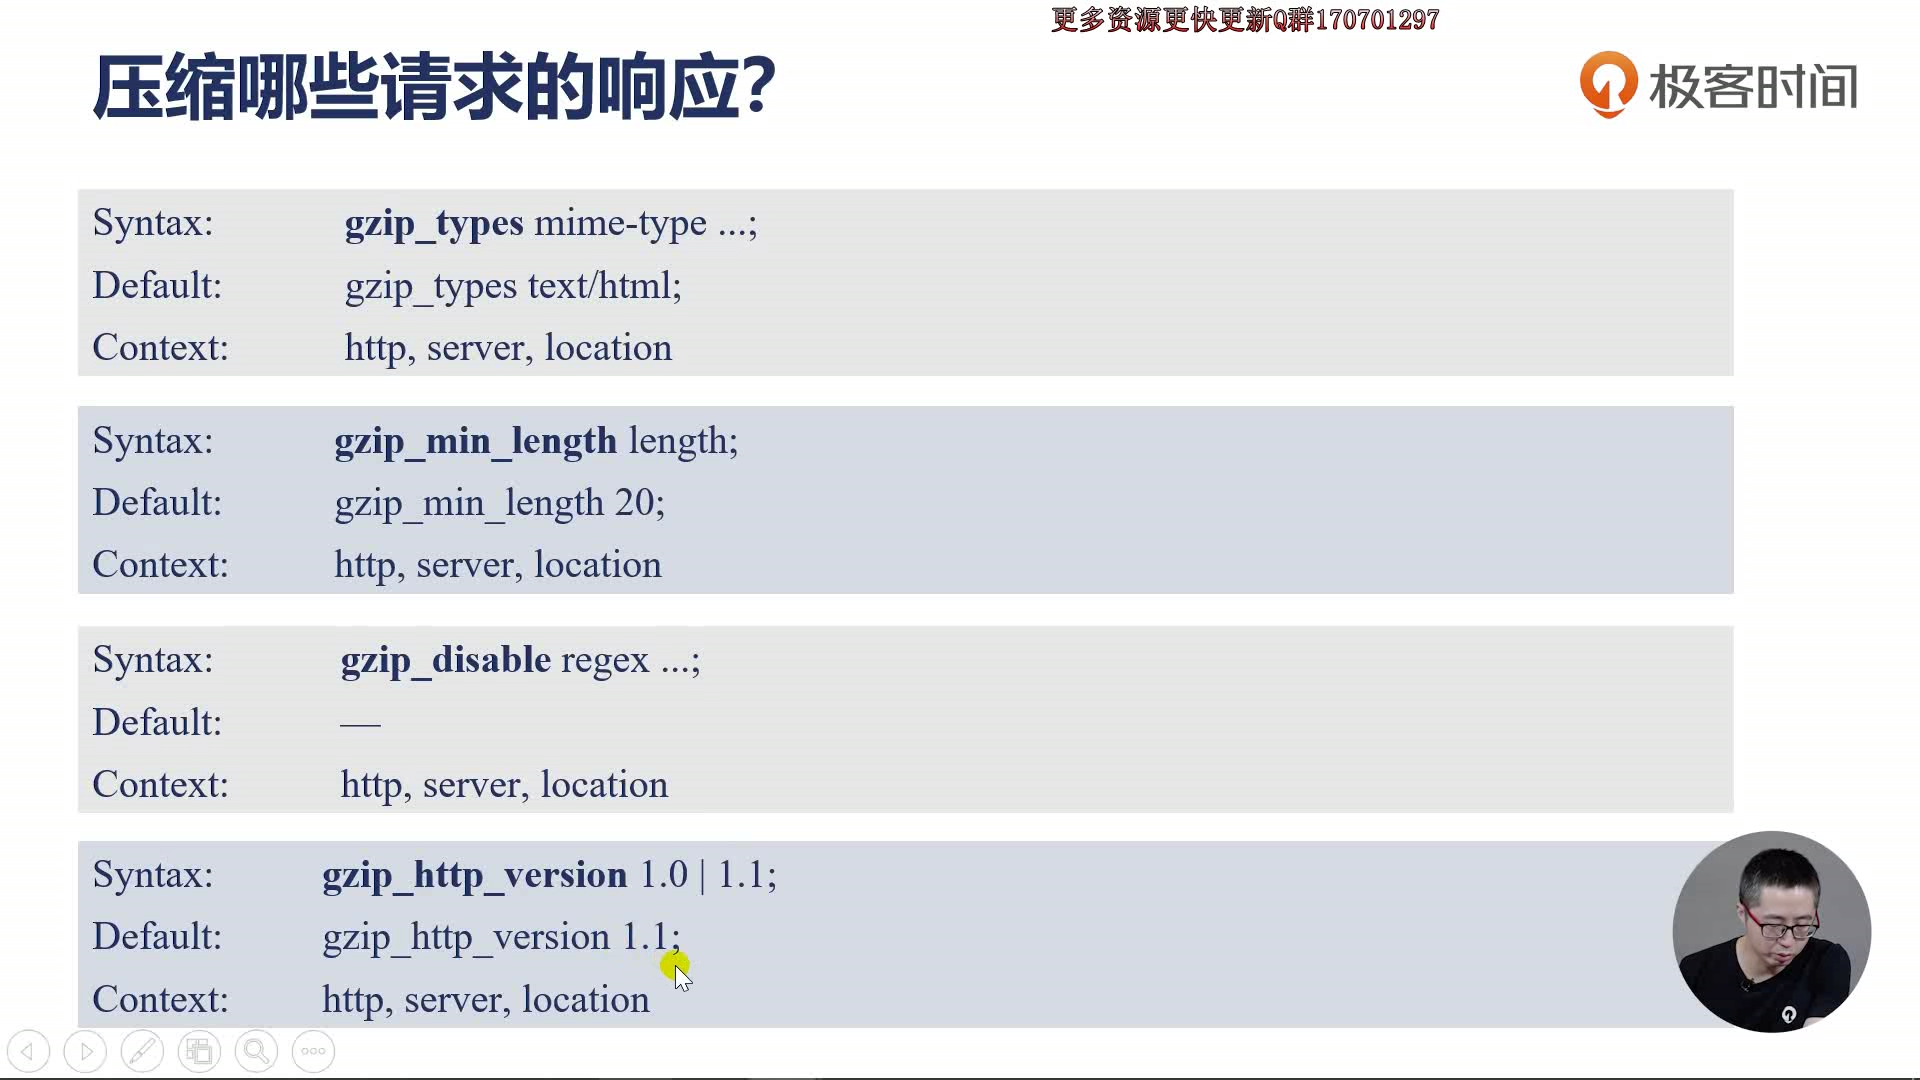 更多资源更快更新Q群170701297
压缩哪些请求的响应?
极客时间
Syntax: gzip_types mime-type ...;
Default: gzip_types text/html;
Context: http, server, location
Syntax: gzip_min_length length;
Default: gzip_min_length 20;
Context: http, server, location
Syntax: gzip_disable regex ...;
Default: —
Context: http, server, location
Syntax: gzip_http_version 1.0 | 1.1;
Default: gzip_http_version 1.1;
Context: http, server, location